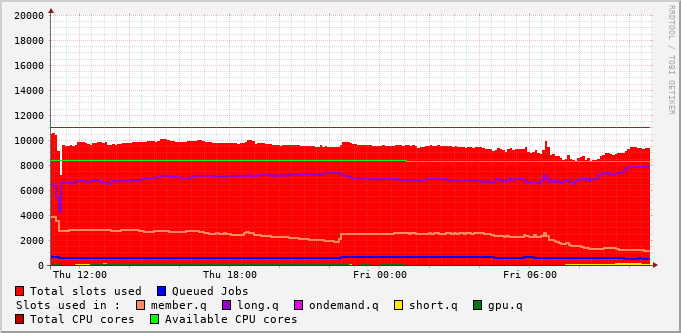 20000
18000
16000
14000
12000
10000
8000
6000
4000
2000
0
Thu 12:00 Thu 18:00 Fri 00:00 Fri 06:00
Total slots used Queued Jobs
Slots used in : member.q long.q ondemand.q short.q gpu.q
Total CPU cores Available CPU cores
RRDTOOL / TOBI OETIKER